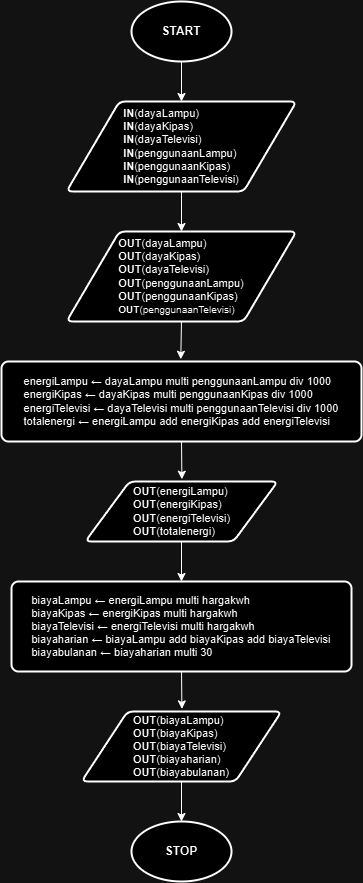 START
IN(dayaLampu)
IN(dayaKipas)
IN(dayaTelevisi)
IN(penggunaanLampu)
IN(penggunaanKipas)
IN(penggunaanTelevisi)
OUT(dayaLampu)
OUT(dayaKipas)
OUT(dayaTelevisi)
OUT(penggunaanLampu)
OUT(penggunaanKipas)
OUT(penggunaanTelevisi)
energiLampu ← dayaLampu multi penggunaanLampu div 1000
energiKipas ← dayaKipas multi penggunaanKipas div 1000
energiTelevisi ← dayaTelevisi multi penggunaanTelevisi div 1000
totalenergi ← energiLampu add energiKipas add energiTelevisi
OUT(energiLampu)
OUT(energiKipas)
OUT(energiTelevisi)
OUT(totalenergi)
biayaLampu ← energiLampu multi hargakwh
biayaKipas ← energiKipas multi hargakwh
biayaTelevisi ← energiTelevisi multi hargakwh
biayaharian ← biayaLampu add biayaKipas add biayaTelevisi
biayabulanan ← biayaharian multi 30
OUT(biayaLampu)
OUT(biayaKipas)
OUT(biayaTelevisi)
OUT(biayaharian)
OUT(biayabulanan)
STOP